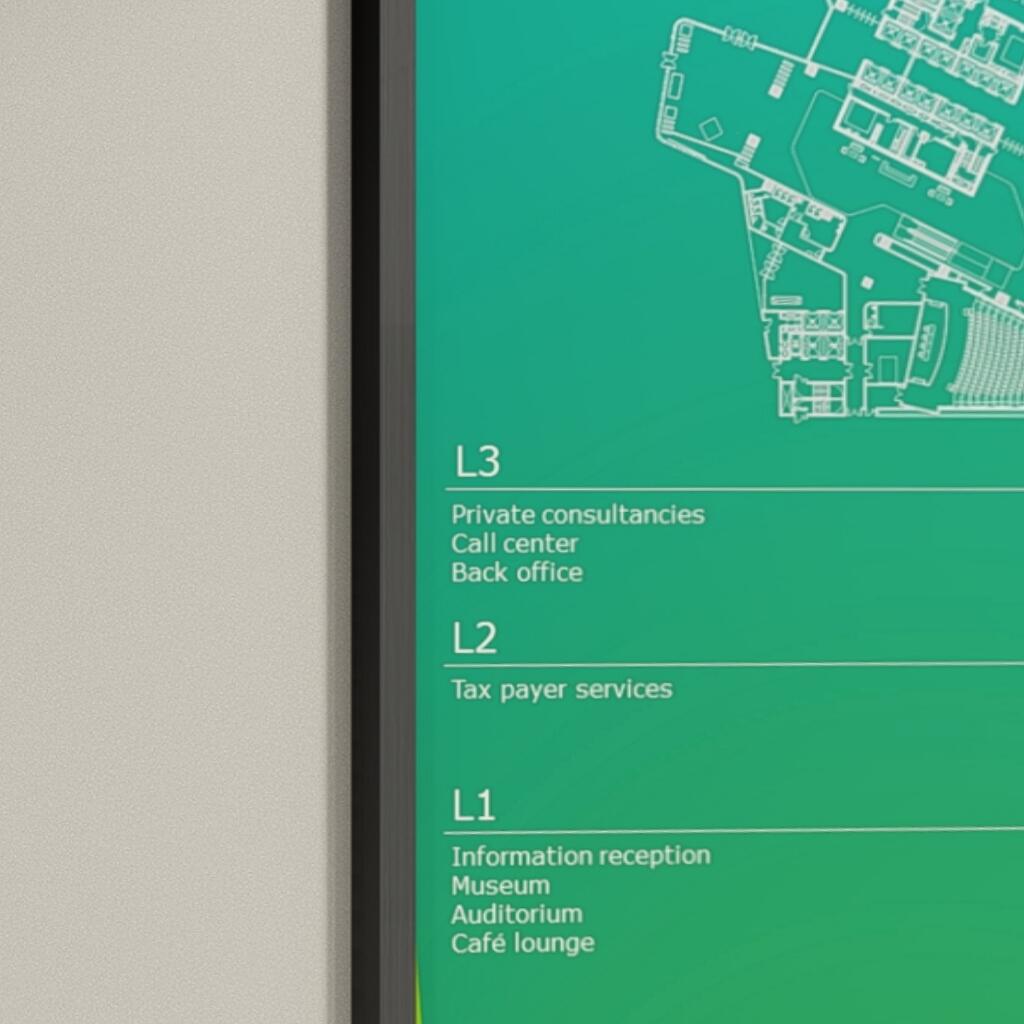 L3
Private consultancies
Call center
Back office
L2
Tax payer services
L1
Information reception
Museum
Auditorium
Café lounge